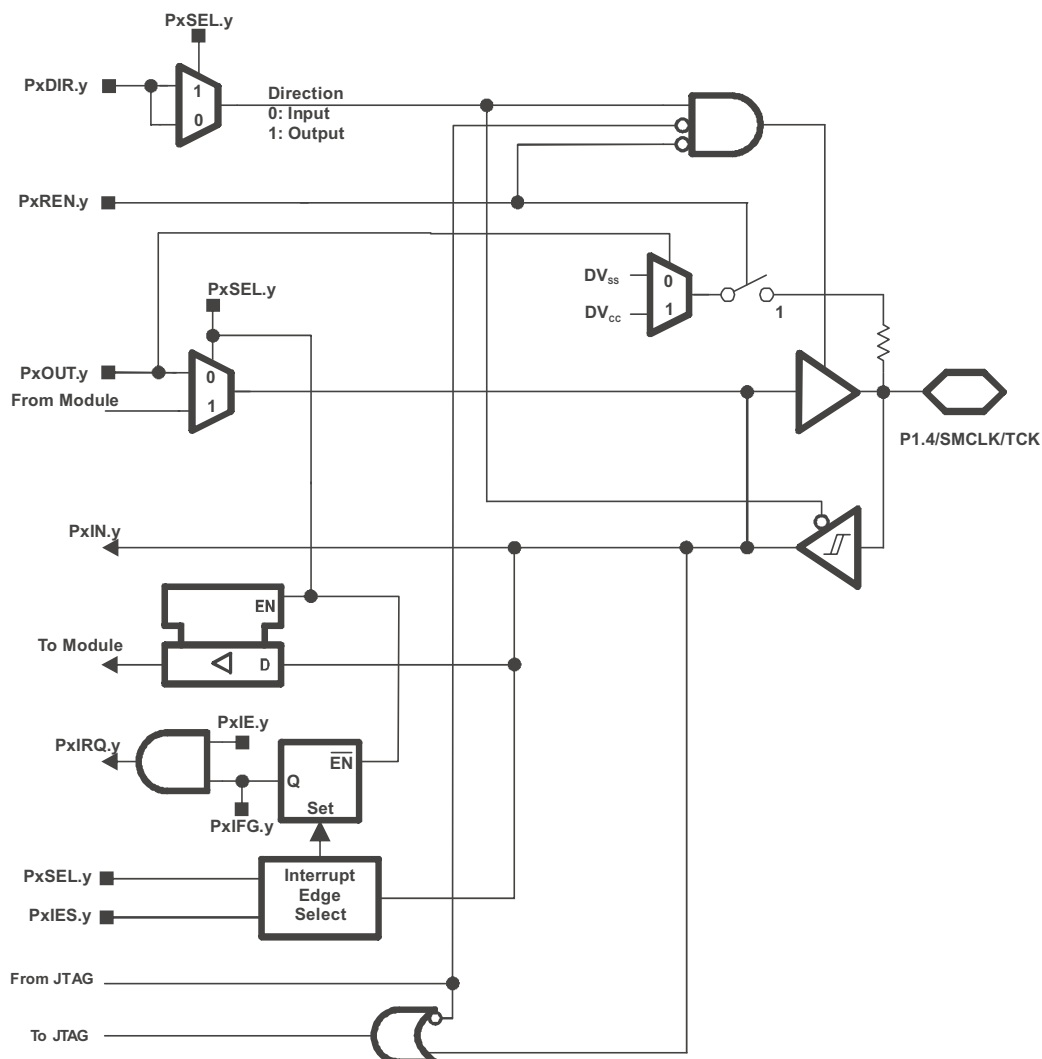 PxSEL.y
PxDIR.y
1
0
Direction
0: Input
1: Output
PxREN.y
DVss
0
DVcc
1
1
PxSEL.y
PxOUT.y
0
From Module
1
P1.4/SMCLK/TCK
PxIN.y
EN
To Module
D
PxIE.y
PxIRQ.y
EN
Q
Set
PxIFG.y
PxSEL.y
Interrupt
Edge
Select
PxIES.y
From JTAG
To JTAG